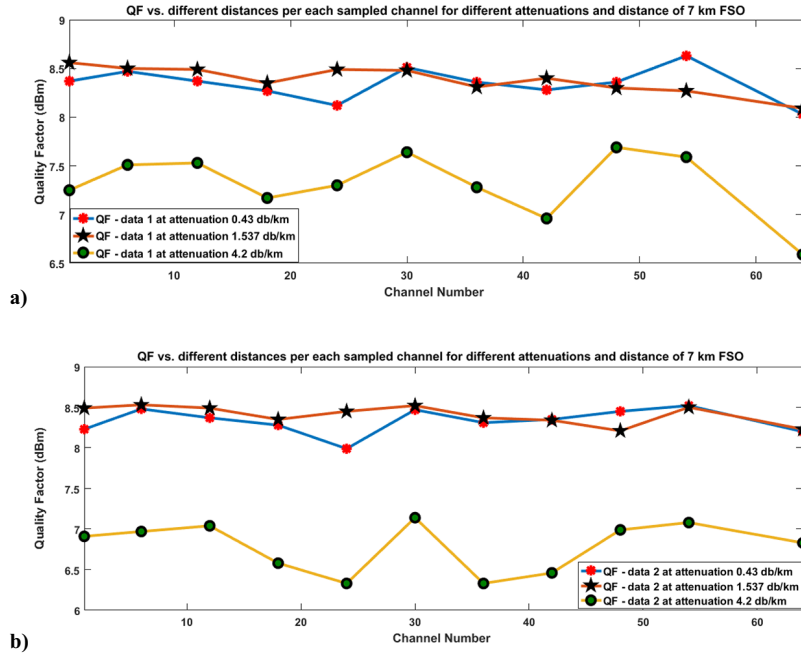 QF vs. different distances per each sampled channel for different attenuations and distance of 7 km FSO
9
8.5
8
7.5
7
6.5
Quality Factor (dBm)
QF - data 1 at attenuation 0.43 db/km
QF - data 1 at attenuation 1.537 db/km
QF - data 1 at attenuation 4.2 db/km
10 20 30 40 50 60
Channel Number
a)
QF vs. different distances per each sampled channel for different attenuations and distance of 7 km FSO
9
8.5
8
7.5
7
6.5
6
Quality Factor (dBm)
QF - data 2 at attenuation 0.43 db/km
QF - data 2 at attenuation 1.537 db/km
QF - data 2 at attenuation 4.2 db/km
10 20 30 40 50 60
Channel Number
b)